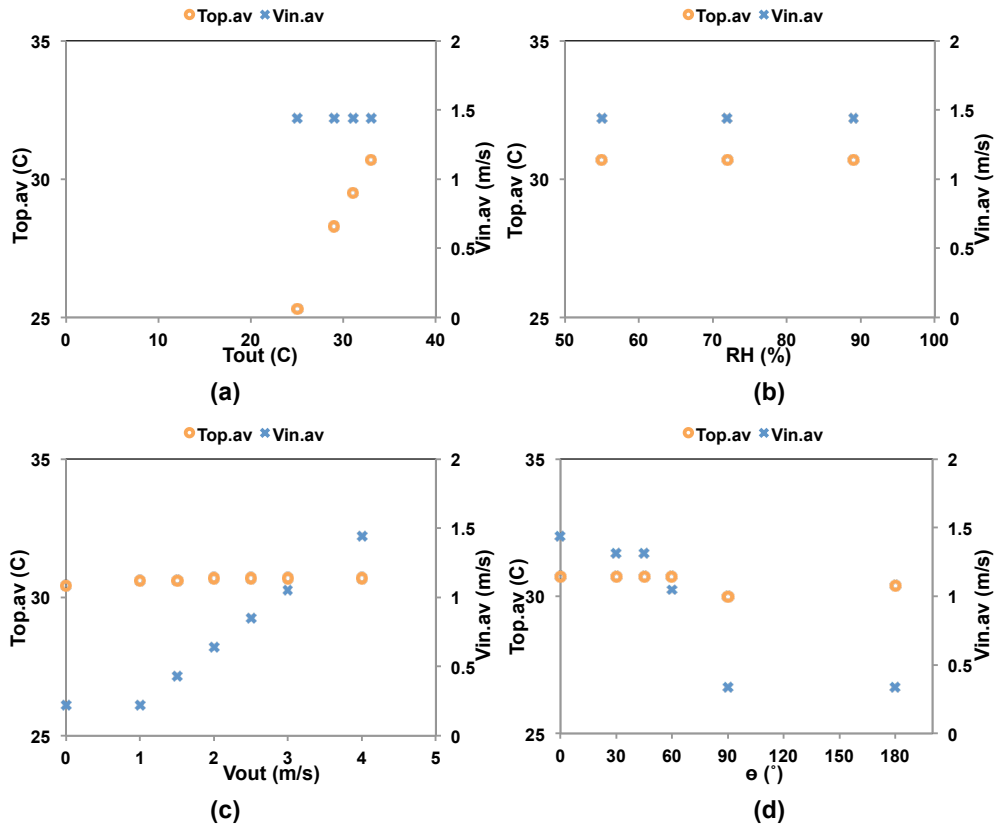 Top.av Vin.av
35
30
25
Top.av (C)
2
1.5
1
0.5
0
Vin.av (m/s)
0 10 20 30 40
Tout (C)
(a)
Top.av Vin.av
35
30
25
Top.av (C)
2
1.5
1
0.5
0
Vin.av (m/s)
50 60 70 80 90 100
RH (%)
(b)
Top.av Vin.av
35
30
25
Top.av (C)
2
1.5
1
0.5
0
Vin.av (m/s)
0 1 2 3 4 5
Vout (m/s)
(c)
Top.av Vin.av
35
30
25
Top.av (C)
2
1.5
1
0.5
0
Vin.av (m/s)
0 30 60 90 120 150 180
ɵ (˚)
(d)